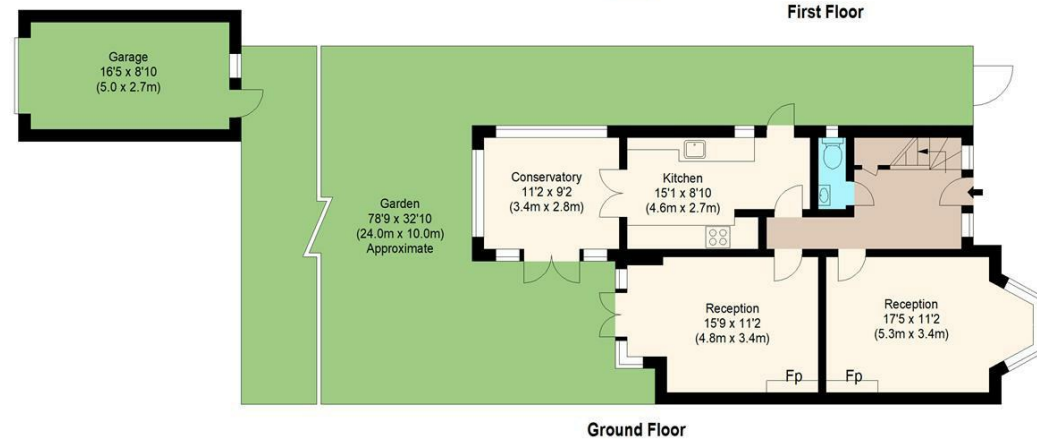 First Floor
Garage
16'5 x 8'10
(5.0 x 2.7m)
Garden
78'9 x 32'10
(24.0m x 10.0m)
Approximate
Conservatory
11'2 x 9'2
(3.4m x 2.8m)
Kitchen
15'1 x 8'10
(4.6m x 2.7m)
Reception
15'9 x 11'2
(4.8m x 3.4m)
Fp
Reception
17'5 x 11'2
(5.3m x 3.4m)
Fp
Ground Floor